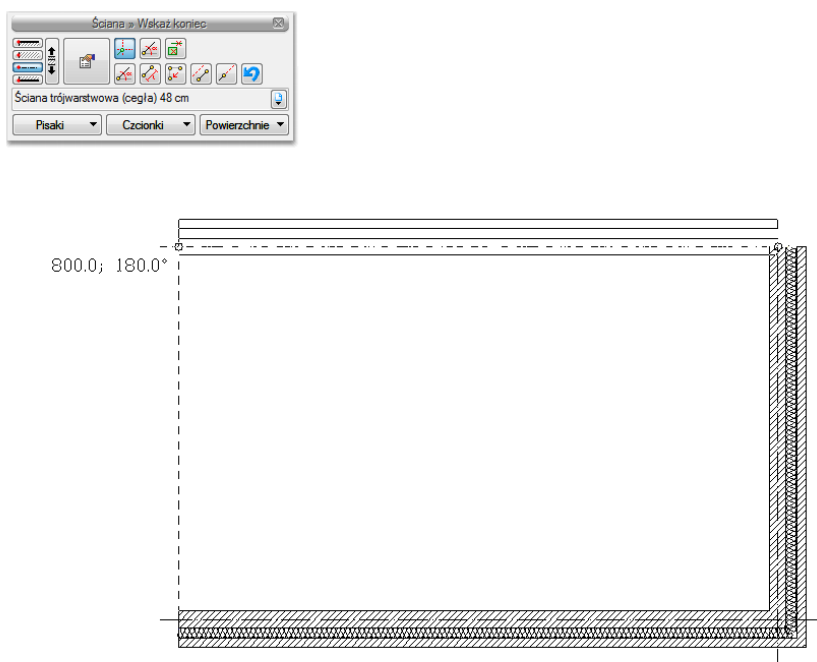 Ściana » Wskaż koniec
Ściana trójwarstwowa (cegła) 48 cm
Pisaki Czcionki Powierzchnie
800.0; 180.0°